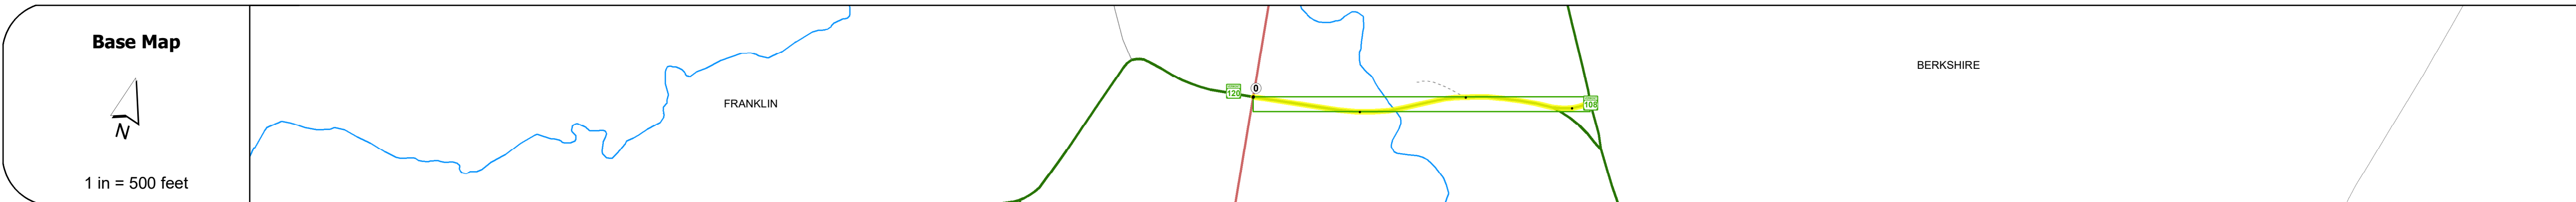 Base Map
N
1 in = 500 feet
FRANKLIN
120
0
108
BERKSHIRE